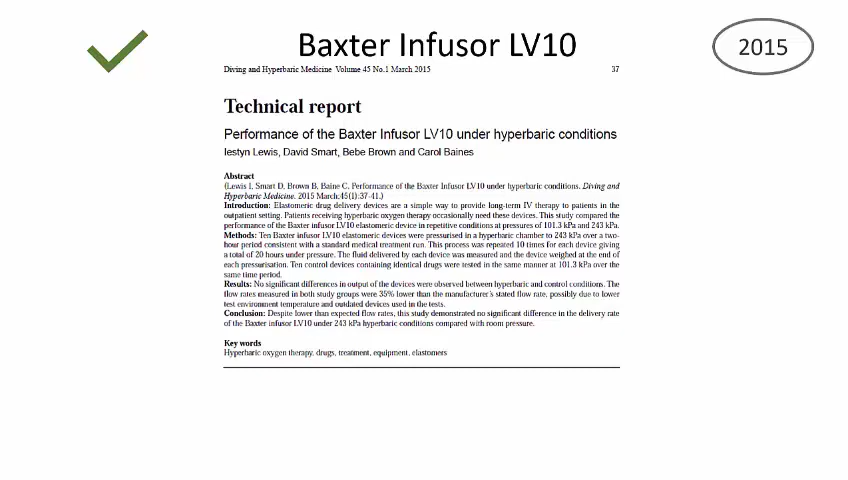 Baxter Infusor LV10
2015
Diving and Hyperbaric Medicine Volume 45 No.1 March 2015 37
Technical report
Performance of the Baxter Infusor LV10 under hyperbaric conditions
Iestyn Lewis, David Smart, Bebe Brown and Carol Baines
Abstract
(Lewis I, Smart D, Brown B, Baine C. Performance of the Baxter Infusor LV10 under hyperbaric conditions. Diving and
Hyperbaric Medicine. 2015 March;45(1):37-41.)
Introduction: Elastomeric drug delivery devices are a simple way to provide long-term IV therapy to patients in the
outpatient setting. Patients receiving hyperbaric oxygen therapy occasionally need these devices. This study compared the
performance of the Baxter infusor LV10 elastomeric device in repetitive conditions at pressures of 101.3 kPa and 243 kPa.
Methods: Ten Baxter infusor LV10 elastomeric devices were pressurised in a hyperbaric chamber to 243 kPa over a two-
hour period consistent with a standard medical treatment run. This process was repeated 10 times for each device giving
a total of 20 hours under pressure. The fluid delivered by each device was measured and the device weighed at the end of
each pressurisation. Ten control devices containing identical drugs were tested in the same manner at 101.3 kPa over the
same time period.
Results: No significant differences in output of the devices were observed between hyperbaric and control conditions. The
flow rates measured in both study groups were 35% lower than the manufacturer's stated flow rate, possibly due to lower
test environment temperature and outdated devices used in the tests.
Conclusion: Despite lower than expected flow rates, this study demonstrated no significant difference in the delivery rate
of the Baxter infusor LV10 under 243 kPa hyperbaric conditions compared with room pressure.
Key words
Hyperbaric oxygen therapy, drugs, treatment, equipment, elastomers